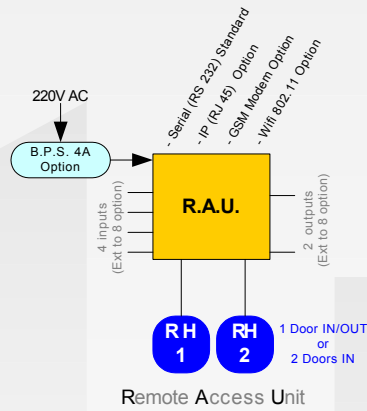 - Serial (RS 232) Standard
- IP (RJ 45) Option
- GSM Modem Option
- Wifi 802.11 Option
220V AC
B.P.S. 4A
Option
4 inputs
(Ext to 8 option)
R.A.U.
2 outputs
(Ext to 8 option)
RH
1
RH
2
1 Door IN/OUT
or
2 Doors IN
Remote Access Unit